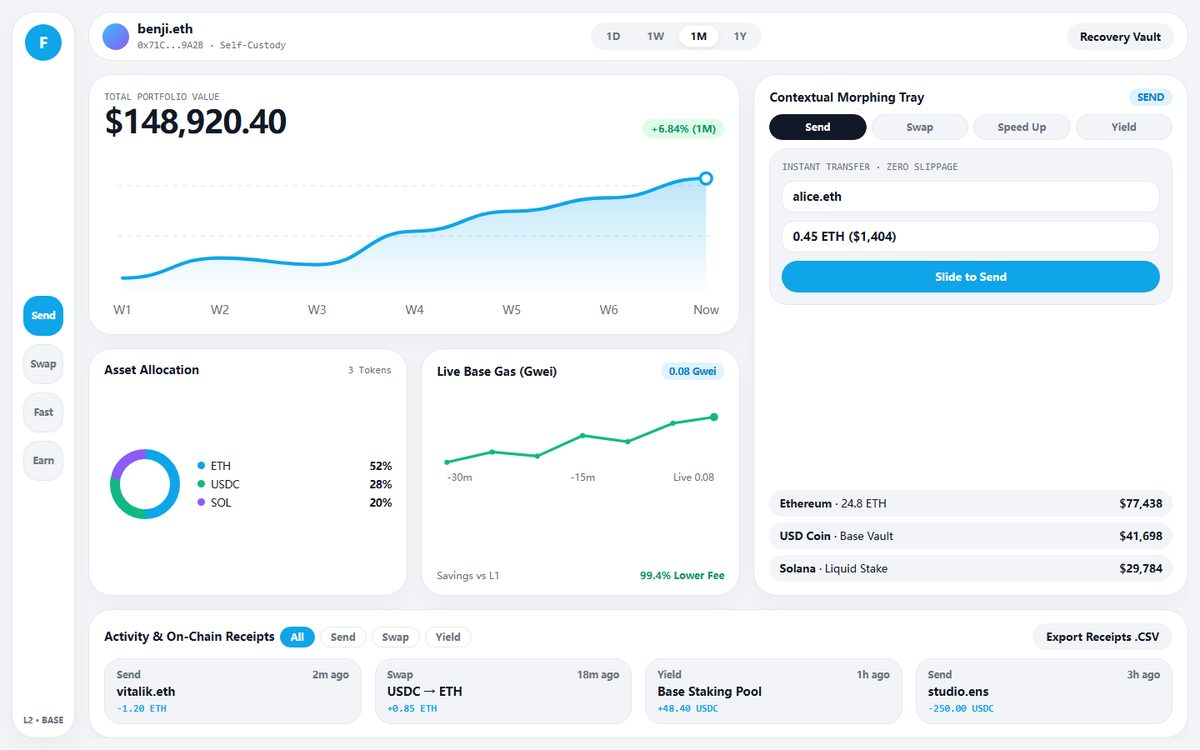 F
Send
Swap
Fast
Earn
L2 • BASE
benji.eth
0x71C...9A2B · Self-Custody
1D 1W 1M 1Y
Recovery Vault
TOTAL PORTFOLIO VALUE
$148,920.40
+6.84% (1M)
W1 W2 W3 W4 W5 W6 Now
Contextual Morphing Tray
SEND
Send Swap Speed Up Yield
INSTANT TRANSFER · ZERO SLIPPAGE
alice.eth
0.45 ETH ($1,404)
Slide to Send
Ethereum · 24.8 ETH $77,438
USD Coin · Base Vault $41,698
Solana · Liquid Stake $29,784
Asset Allocation 3 Tokens
ETH 52%
USDC 28%
SOL 20%
Live Base Gas (Gwei) 0.08 Gwei
-30m -15m Live 0.08
Savings vs L1 99.4% Lower Fee
Activity & On-Chain Receipts All Send Swap Yield
Export Receipts .CSV
Send 2m ago
vitalik.eth
-1.20 ETH
Swap 18m ago
USDC → ETH
+0.85 ETH
Yield 1h ago
Base Staking Pool
+48.40 USDC
Send 3h ago
studio.ens
-250.00 USDC